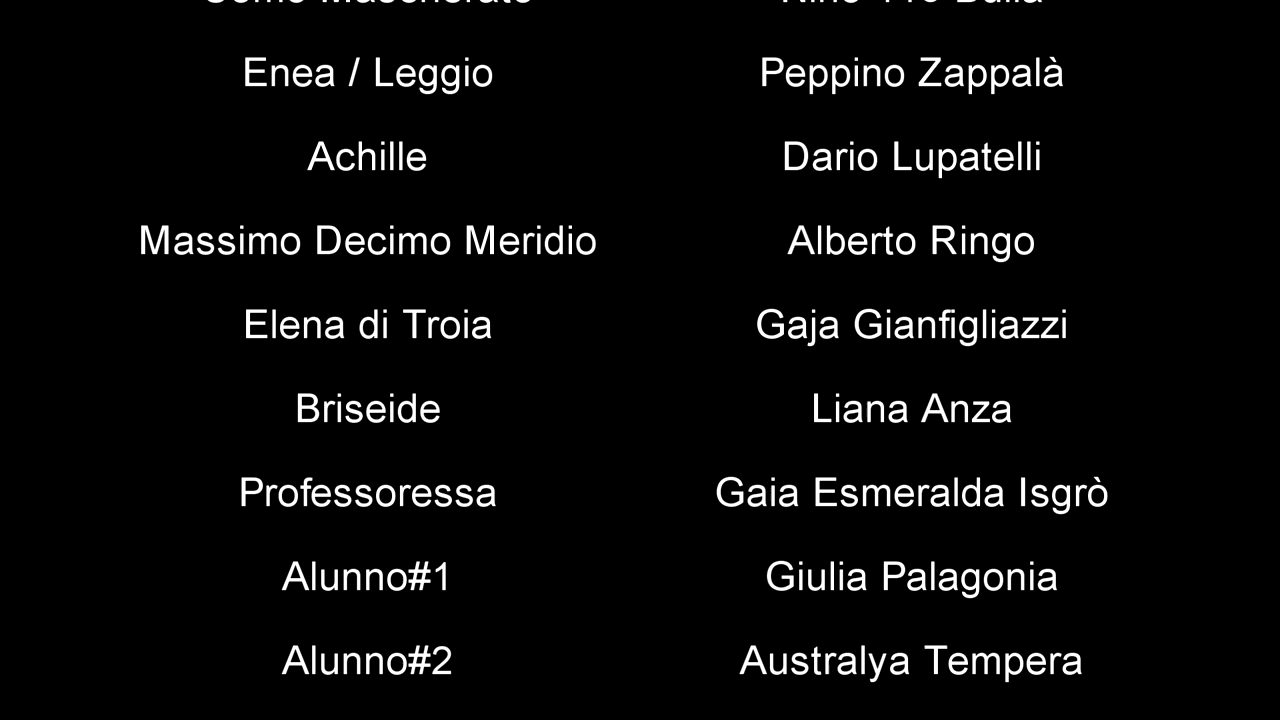 Enea / Leggio Peppino Zappalà
Achille Dario Lupatelli
Massimo Decimo Meridio Alberto Ringo
Elena di Troia Gaja Gianfigliazzi
Briseide Liana Anza
Professoressa Gaia Esmeralda Isgrò
Alunno#1 Giulia Palagonia
Alunno#2 Australya Tempera